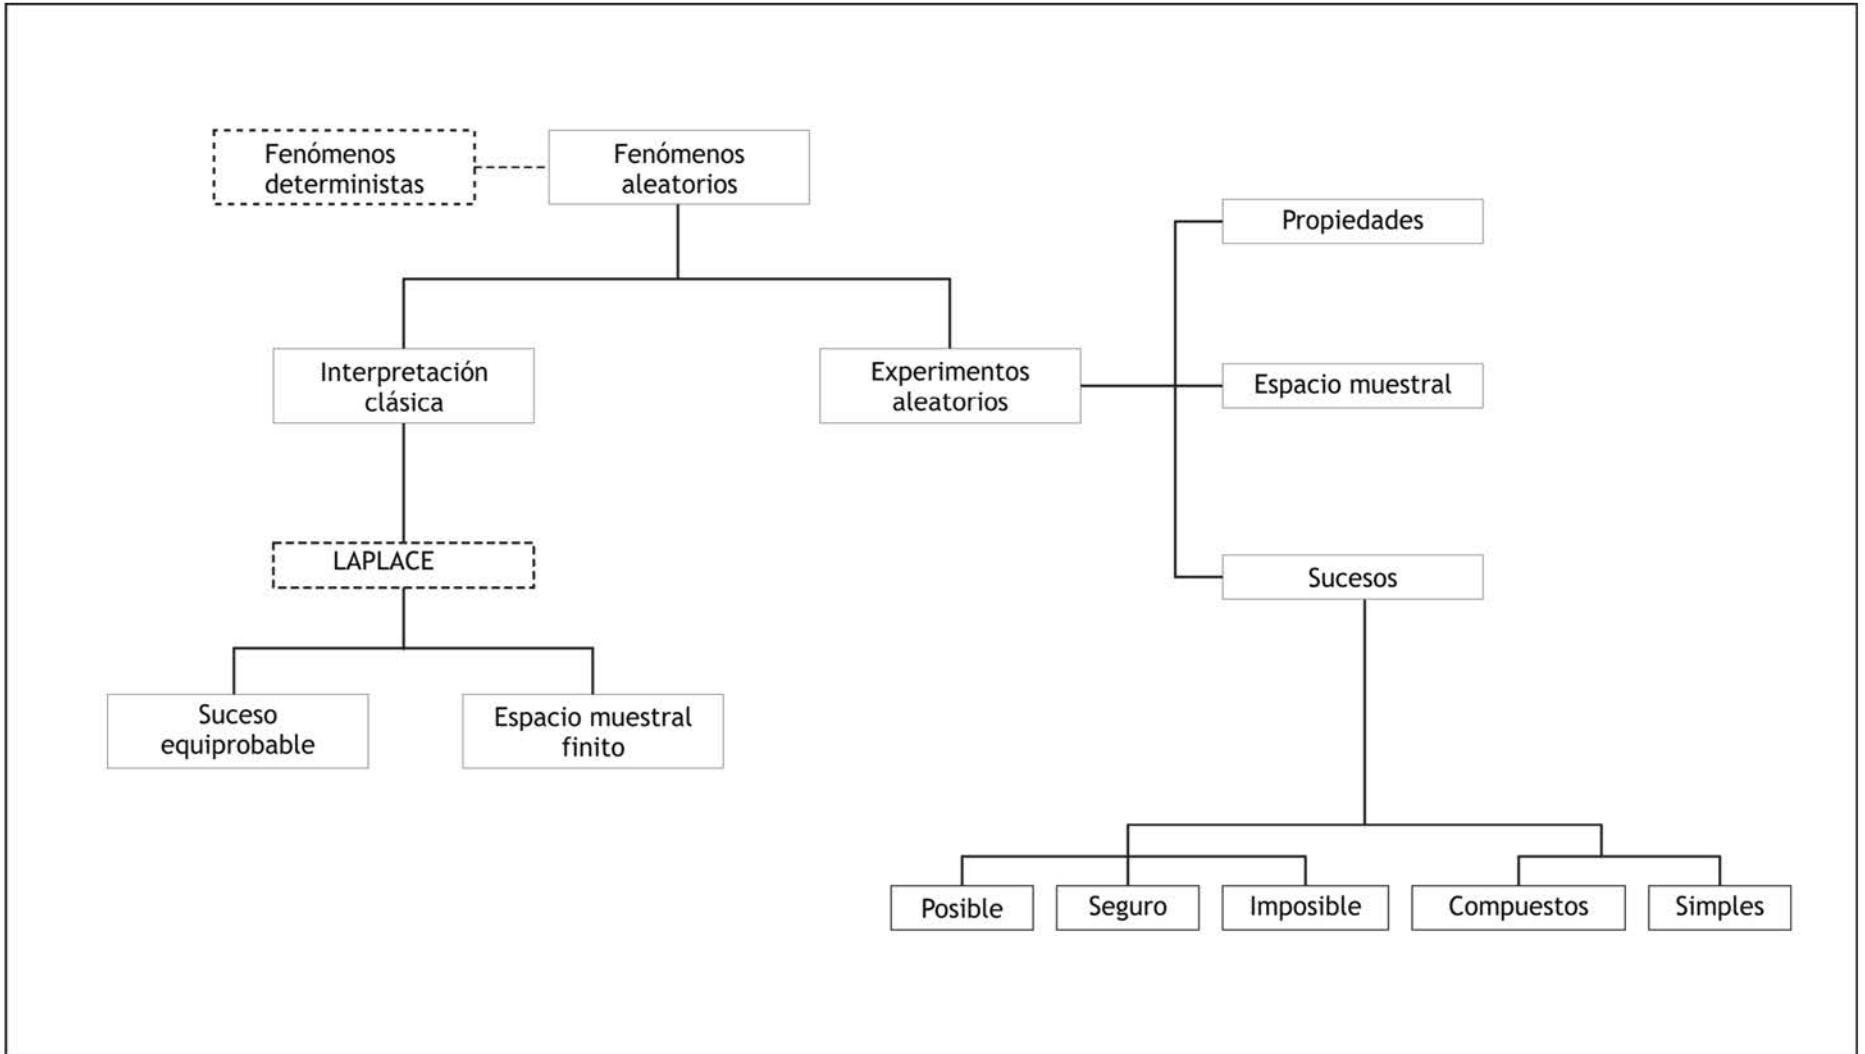 Fenómenos
deterministas
Fenómenos
aleatorios
Propiedades
Interpretación
clásica
Experimentos
aleatorios
Espacio muestral
LAPLACE
Sucesos
Suceso
equiprobable
Espacio muestral
finito
Posible
Seguro
Imposible
Compuestos
Simples